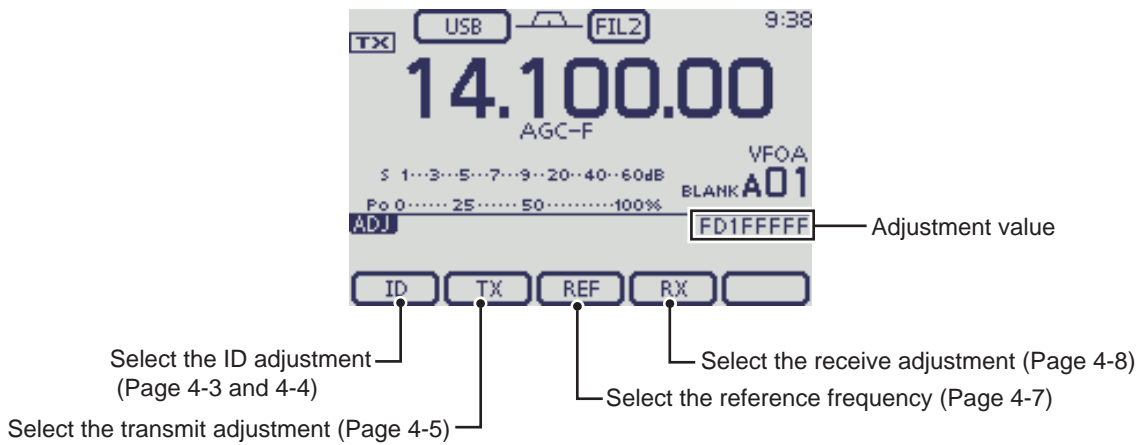 USB FIL2 9:38
TX
14.100.00
AGC-F
VFOA
S 1···3···5···7···9··20··40··60dB
BLANK A01
Po 0······25······50·········100%
ADJ FD1FFFFF Adjustment value
ID TX REF RX
Select the ID adjustment
(Page 4-3 and 4-4)
Select the receive adjustment (Page 4-8)
Select the reference frequency (Page 4-7)
Select the transmit adjustment (Page 4-5)